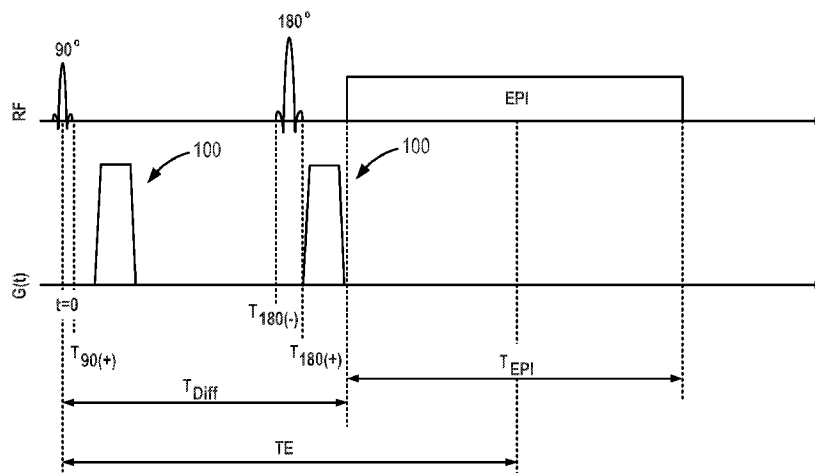 180°
90°
RF
EPI
100
100
G(t)
t=0
T180(-)
T90(+)
T180(+)
TEPI
TDiff
TE